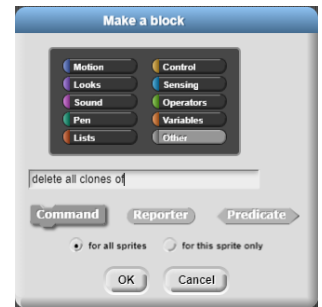 Make a block
Motion Control
Looks Sensing
Sound Operators
Pen Variables
Lists Other
delete all clones of
Command Reporter Predicate
for all sprites for this sprite only
OK Cancel